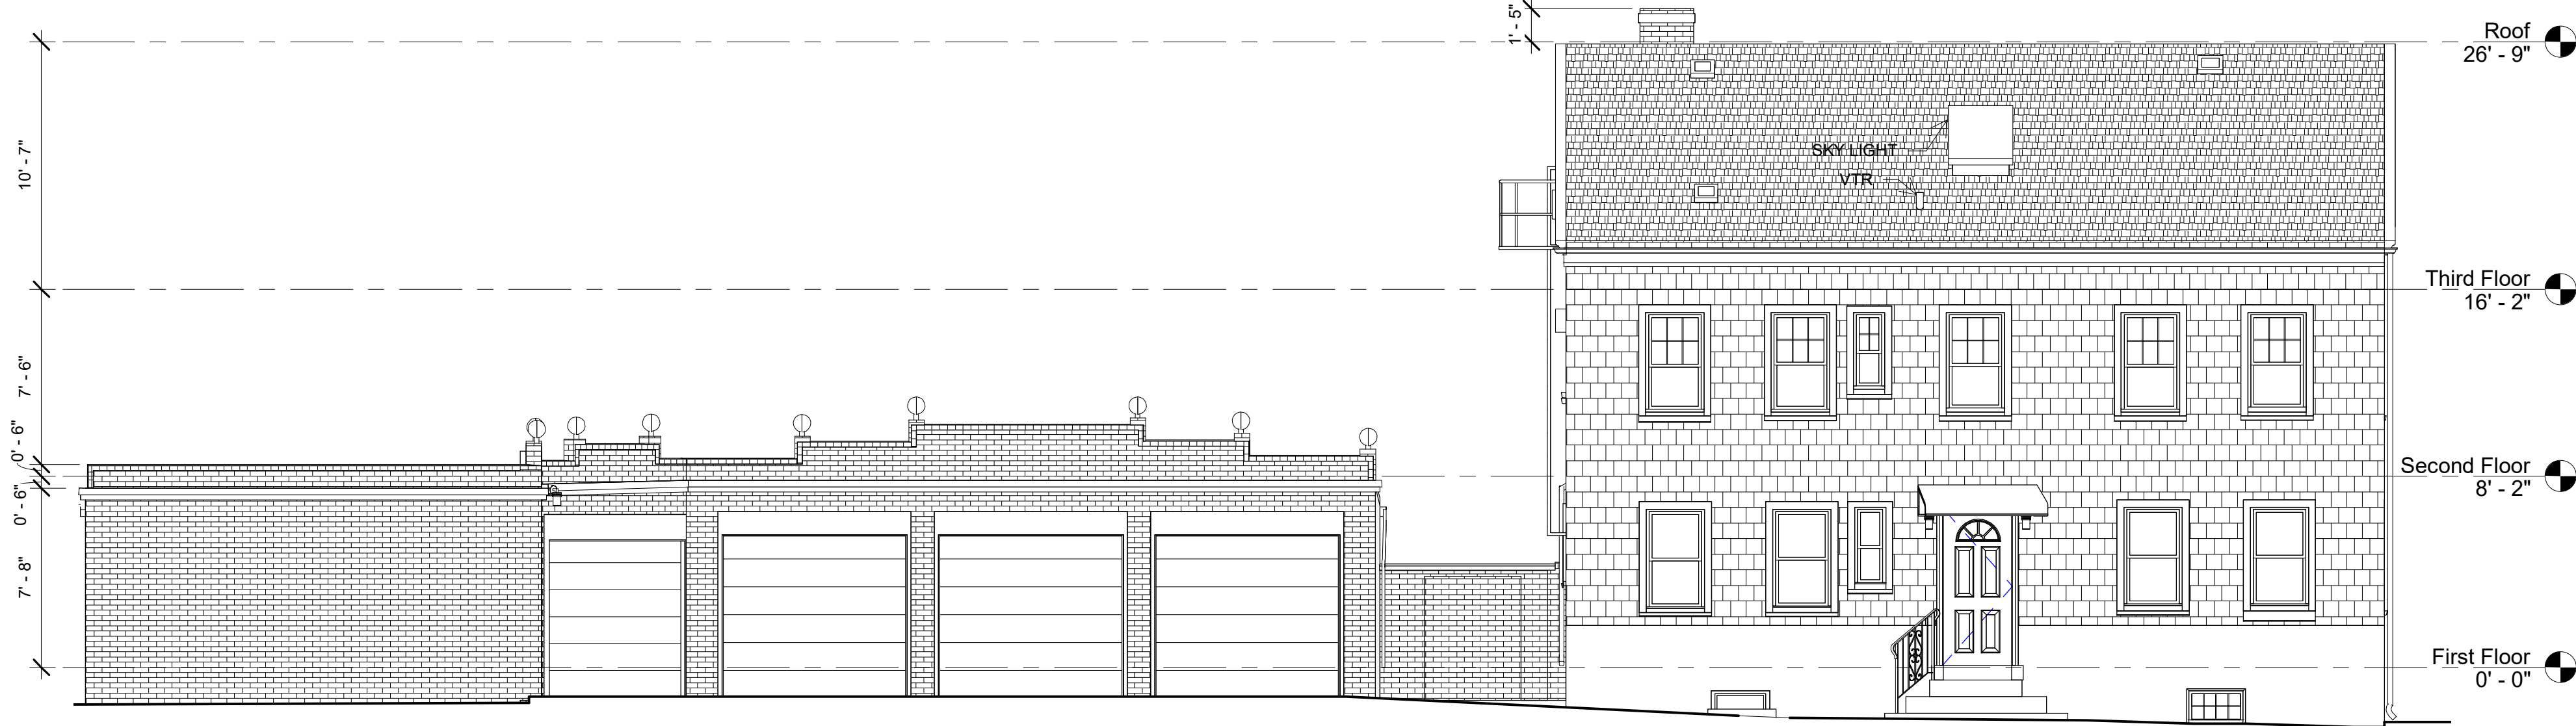 1' - 5"
Roof
26' - 9"
10' - 7"
SKY LIGHT
VTR
Third Floor
16' - 2"
7' - 6"
0' - 6"
Second Floor
8' - 2"
0' - 6"
7' - 8"
First Floor
0' - 0"